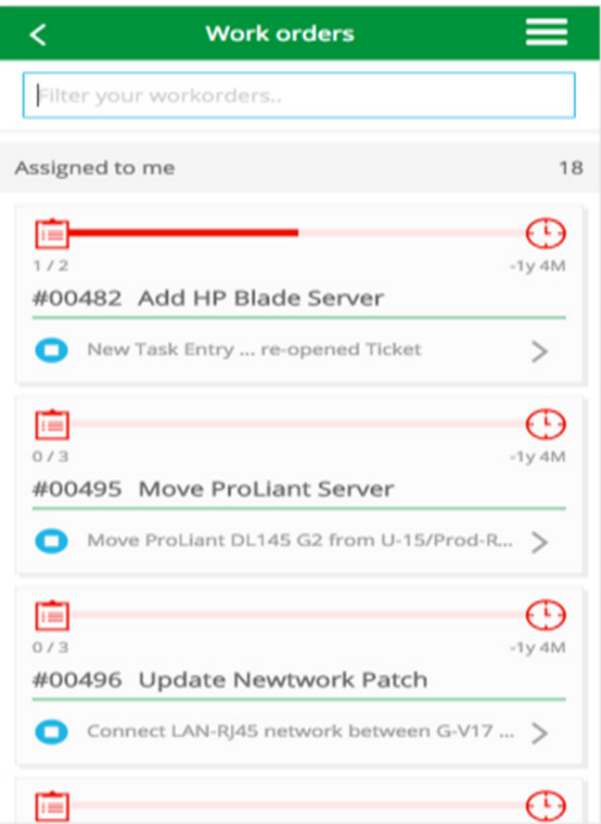 Work orders
Filter your workorders..
Assigned to me 18
1 / 2 -1y 4M
#00482 Add HP Blade Server
New Task Entry ... re-opened Ticket
0 / 3 -1y 4M
#00495 Move ProLiant Server
Move ProLiant DL145 G2 from U-15/Prod-R...
0 / 3 -1y 4M
#00496 Update Newtwork Patch
Connect LAN-RJ45 network between G-V17 ...